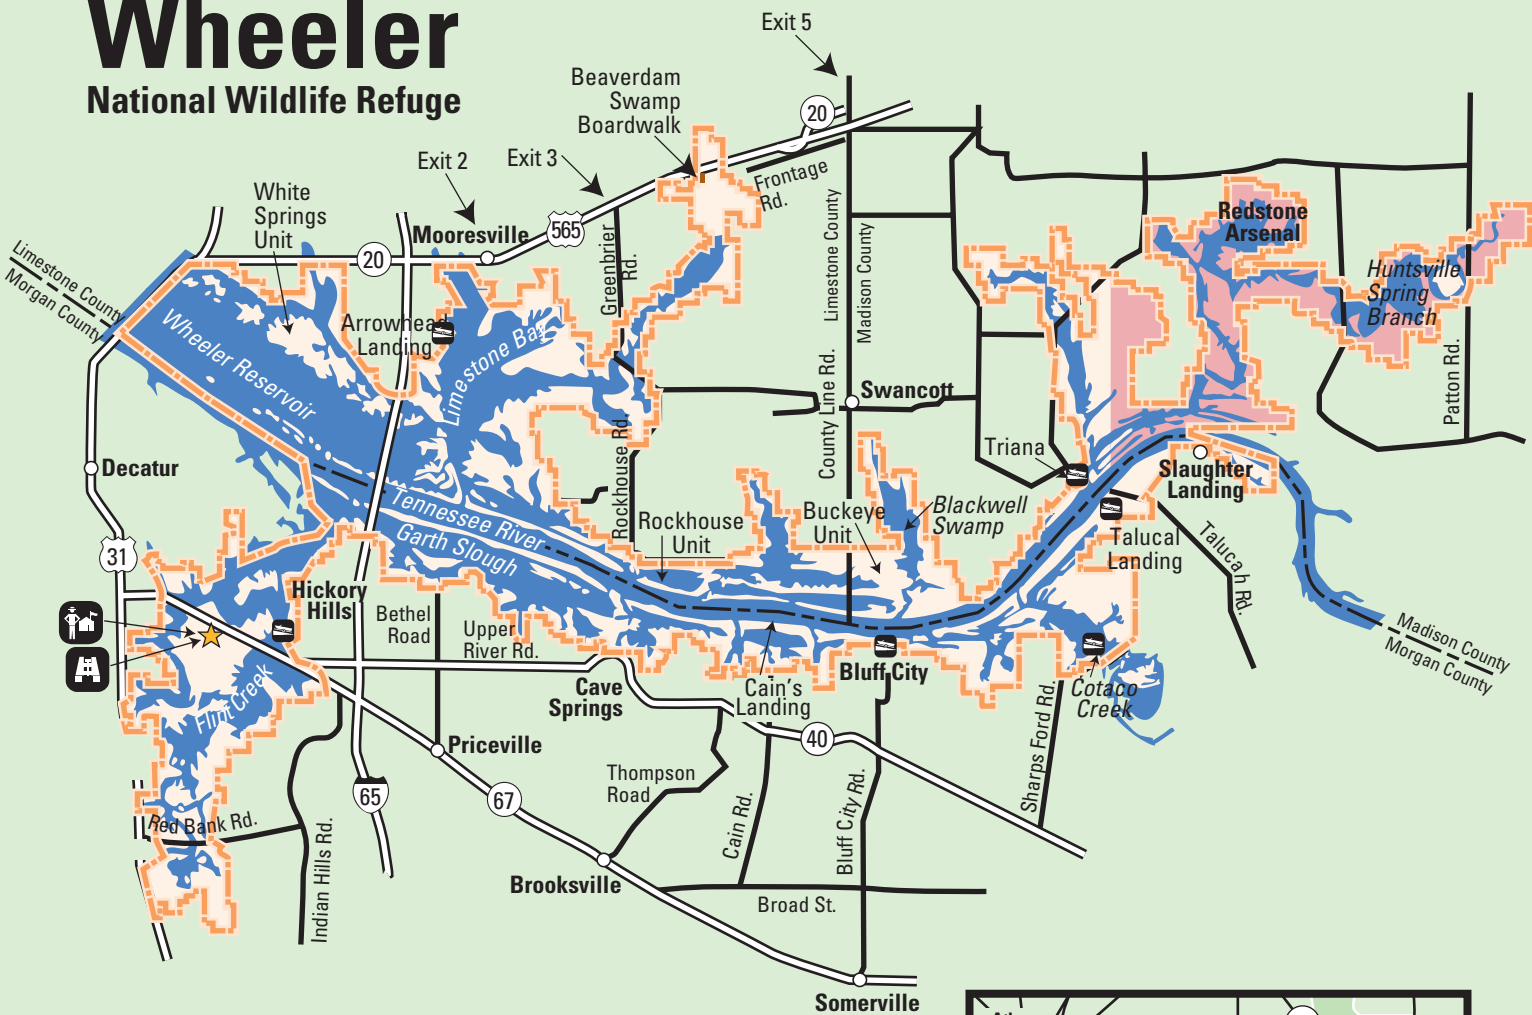 Wheeler
National Wildlife Refuge
Exit 5
Beaverdam
Swamp
Boardwalk
20
Exit 2
Exit 3
Frontage
Rd.
White
Springs
Unit
Mooresville
565
Greenbrier
Rd.
Limestone County
Madison County
Redstone
Arsenal
Huntsville
Spring
Branch
Limestone County
Morgan County
20
Arrowhead
Landing
Limestone Bay
Wheeler Reservoir
Patton Rd.
County Line Rd.
Swancott
Decatur
Rockhouse Rd.
Triana
Slaughter
Landing
Tennessee River
Garth Slough
Rockhouse
Unit
Buckeye
Unit
Blackwell
Swamp
Talucal
Landing
Talucah Rd.
31
Hickory
Hills
Bethel
Road
Upper
River Rd.
Madison County
Morgan County
Flint Creek
Cave
Springs
Cain's
Landing
Bluff City
Cotaco
Creek
40
Priceville
Sharps Ford Rd.
Thompson
Road
65
67
Cain Rd.
Bluff City Rd.
Red Bank Rd.
Indian Hills Rd.
Brooksville
Broad St.
Somerville